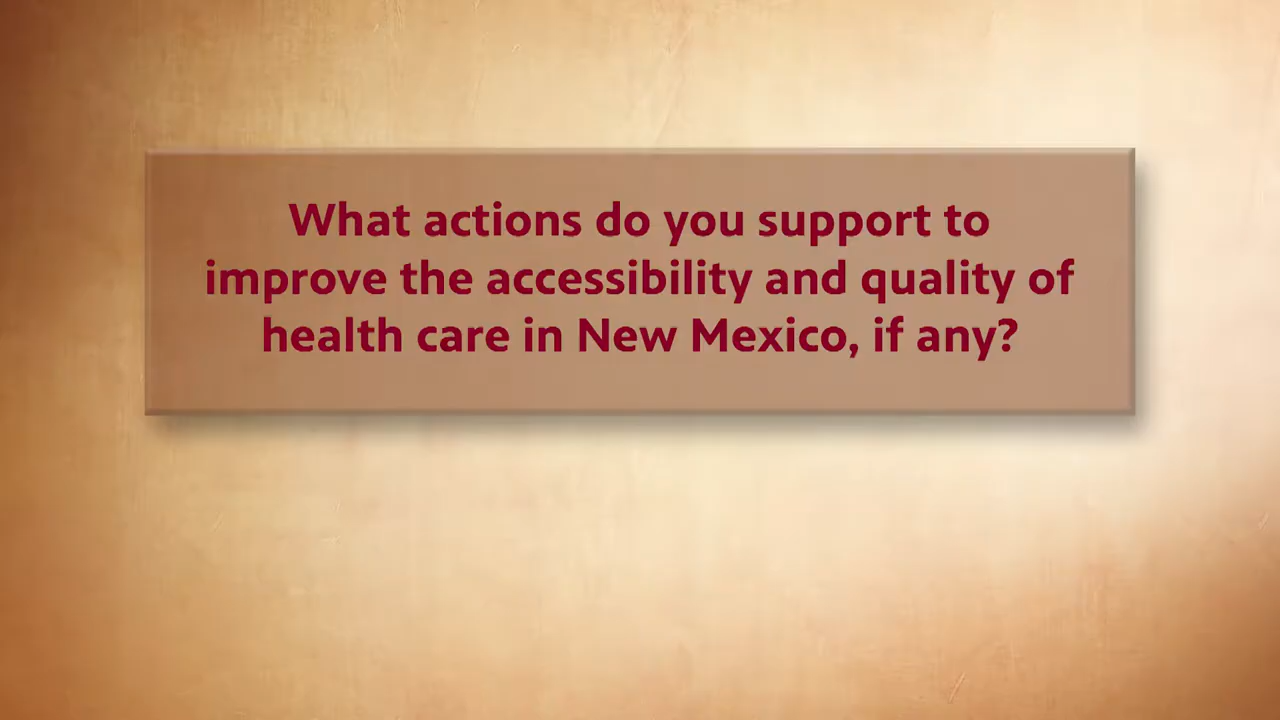 What actions do you support to
improve the accessibility and quality of
health care in New Mexico, if any?